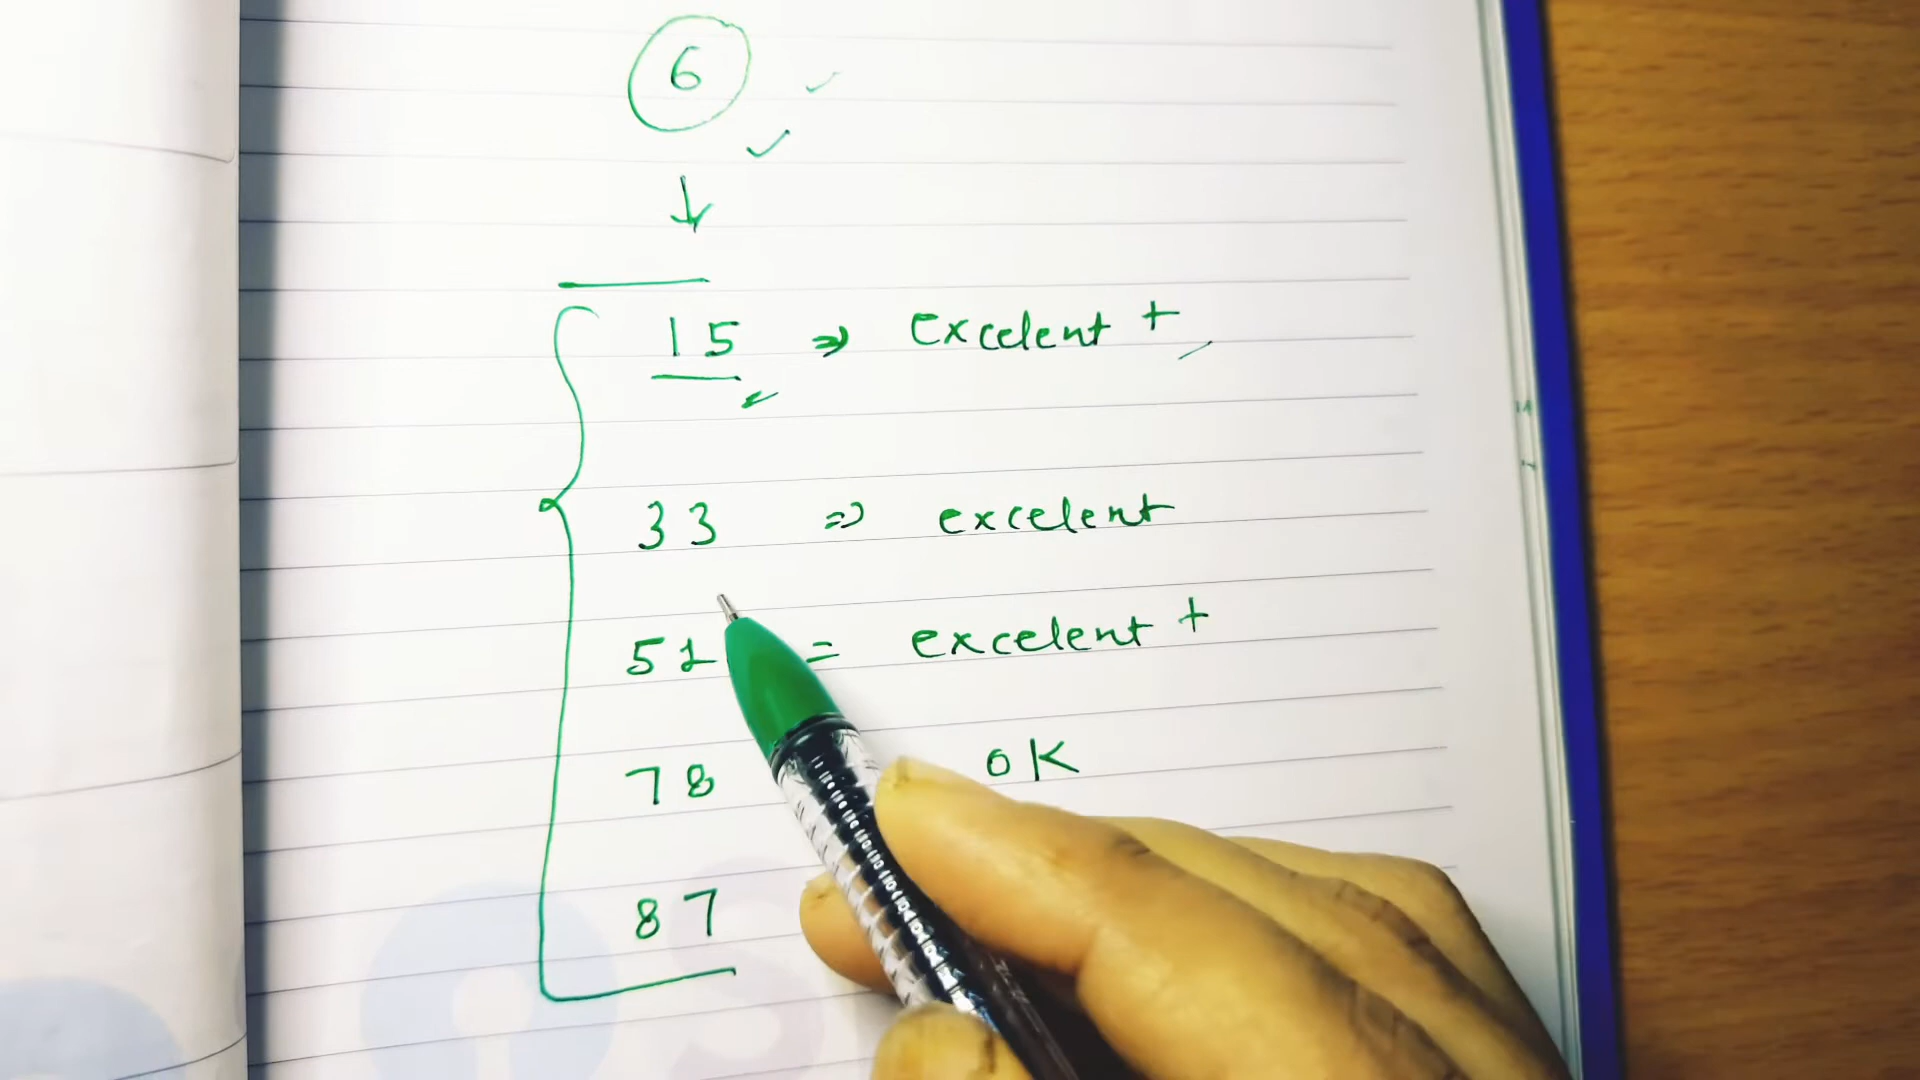 6
15 ⇒ Excelent +
33 ⇒ excelent
51 = excelent +
78 OK
87